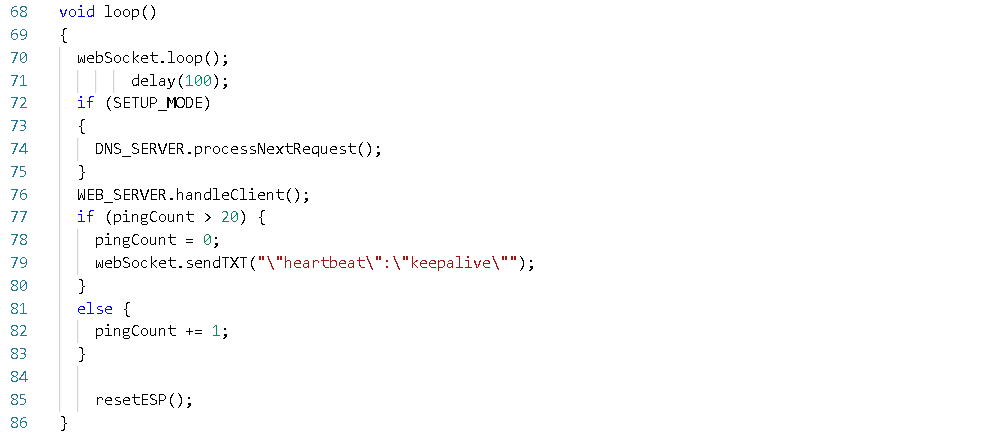 68 void loop()
69 {
70 webSocket.loop();
71 delay(100);
72 if (SETUP_MODE)
73 {
74 DNS_SERVER.processNextRequest();
75 }
76 WEB_SERVER.handleClient();
77 if (pingCount > 20) {
78 pingCount = 0;
79 webSocket.sendTXT("\"heartbeat\":\"keepalive\"");
80 }
81 else {
82 pingCount += 1;
83 }
84
85 resetESP();
86 }